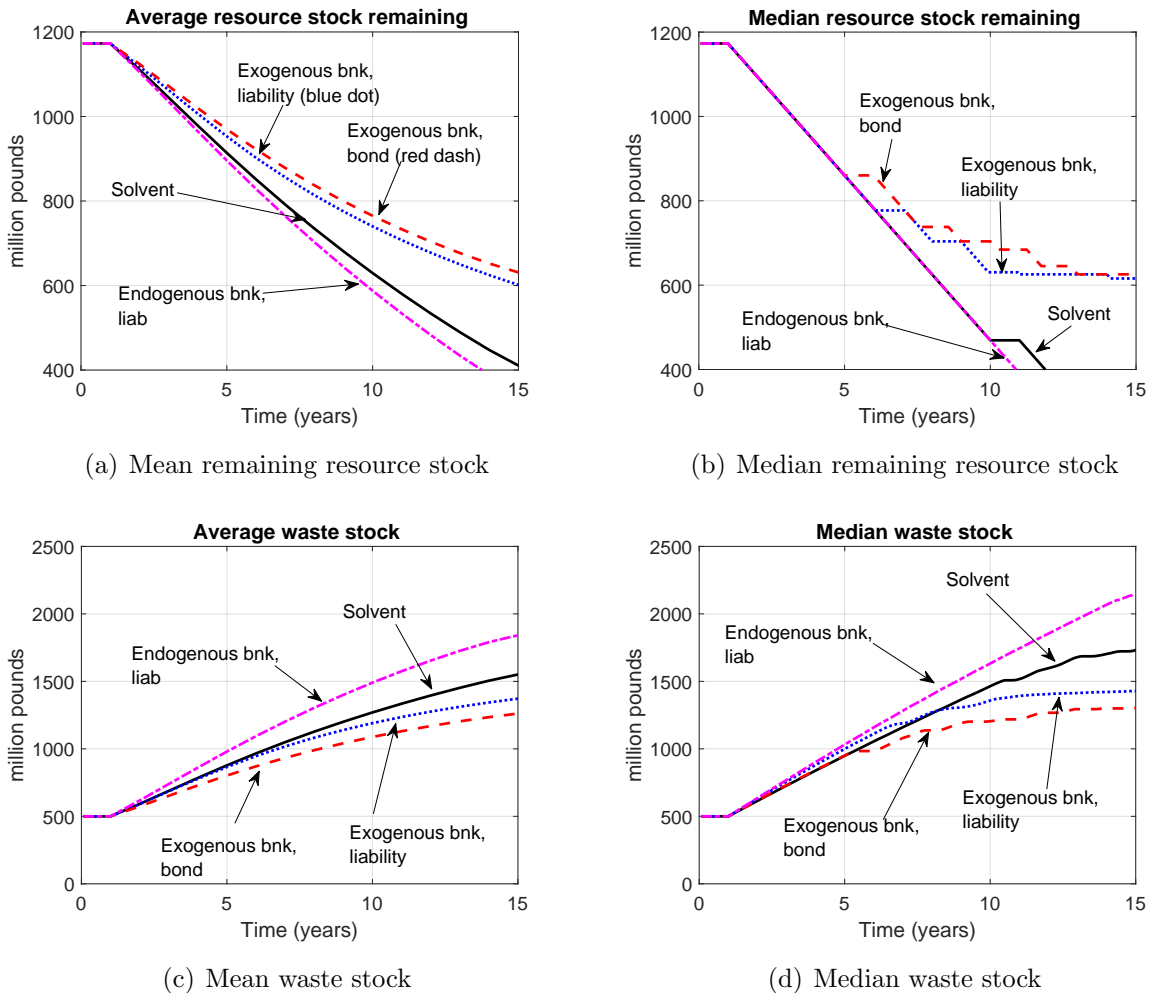 Average resource stock remaining
1200
1000
800
600
400
million pounds
Exogenous bnk,
liability (blue dot)
Exogenous bnk,
bond (red dash)
Solvent
Endogenous bnk,
liab
0
5
10
15
Time (years)
(a) Mean remaining resource stock
Median resource stock remaining
1200
1000
800
600
400
million pounds
Exogenous bnk,
bond
Exogenous bnk,
liability
Endogenous bnk,
liab
Solvent
0
5
10
15
Time (years)
(b) Median remaining resource stock
Average waste stock
2500
2000
1500
1000
500
0
million pounds
Solvent
Endogenous bnk,
liab
Exogenous bnk,
bond
Exogenous bnk,
liability
0
5
10
15
Time (years)
(c) Mean waste stock
Median waste stock
2500
2000
1500
1000
500
0
million pounds
Solvent
Endogenous bnk,
liab
Exogenous bnk,
liability
Exogenous bnk,
bond
0
5
10
15
Time (years)
(d) Median waste stock